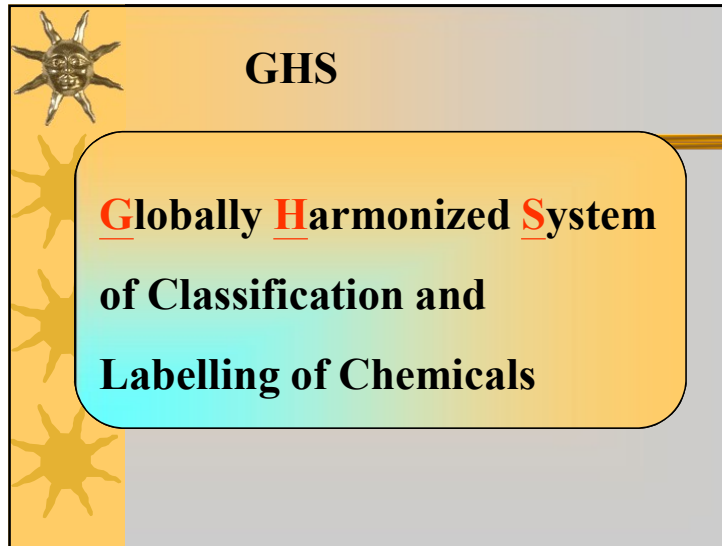 GHS
Globally Harmonized System
of Classification and
Labelling of Chemicals